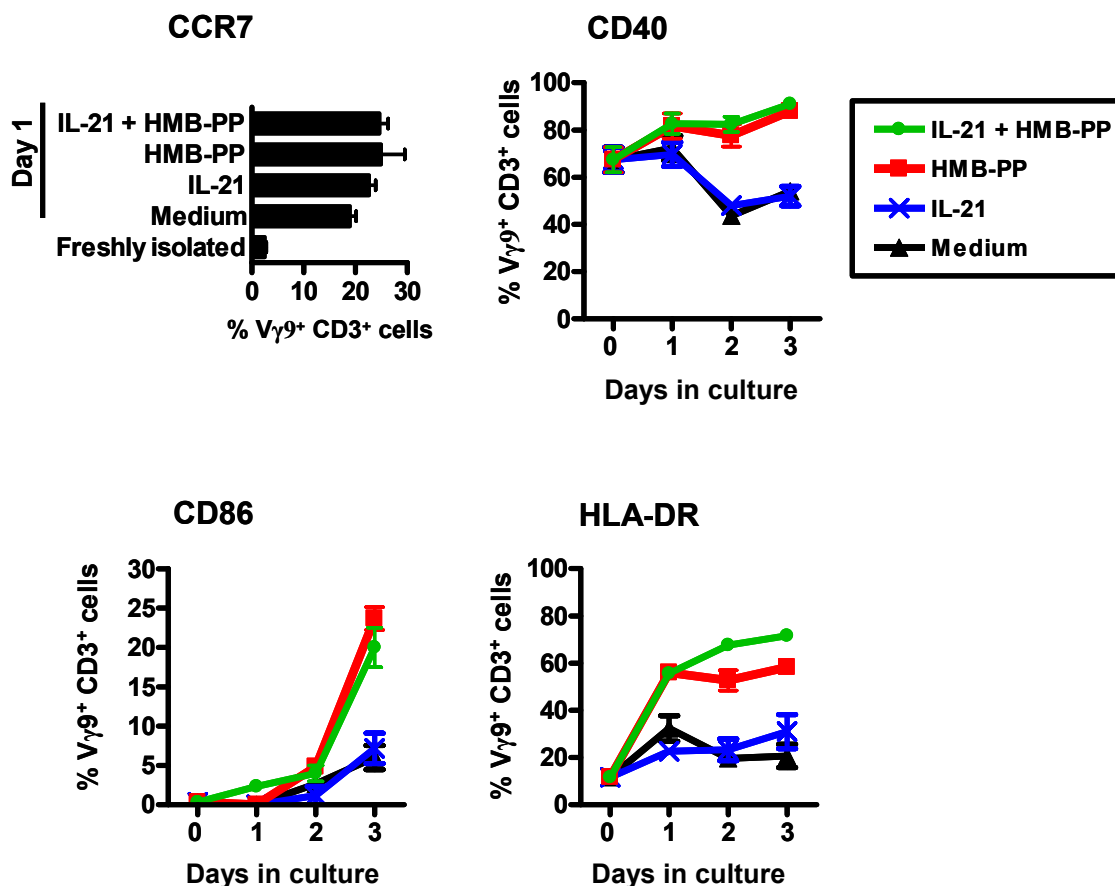 CCR7
Day 1
IL-21 + HMB-PP
HMB-PP
IL-21
Medium
Freshly isolated
0 10 20 30
% Vγ9⁺ CD3⁺ cells
CD40
% Vγ9⁺ CD3⁺ cells
100
80
60
40
20
0
0 1 2 3
Days in culture
IL-21 + HMB-PP
HMB-PP
IL-21
Medium
CD86
% Vγ9⁺ CD3⁺ cells
30
25
20
15
10
5
0
0 1 2 3
Days in culture
HLA-DR
% Vγ9⁺ CD3⁺ cells
100
80
60
40
20
0
0 1 2 3
Days in culture